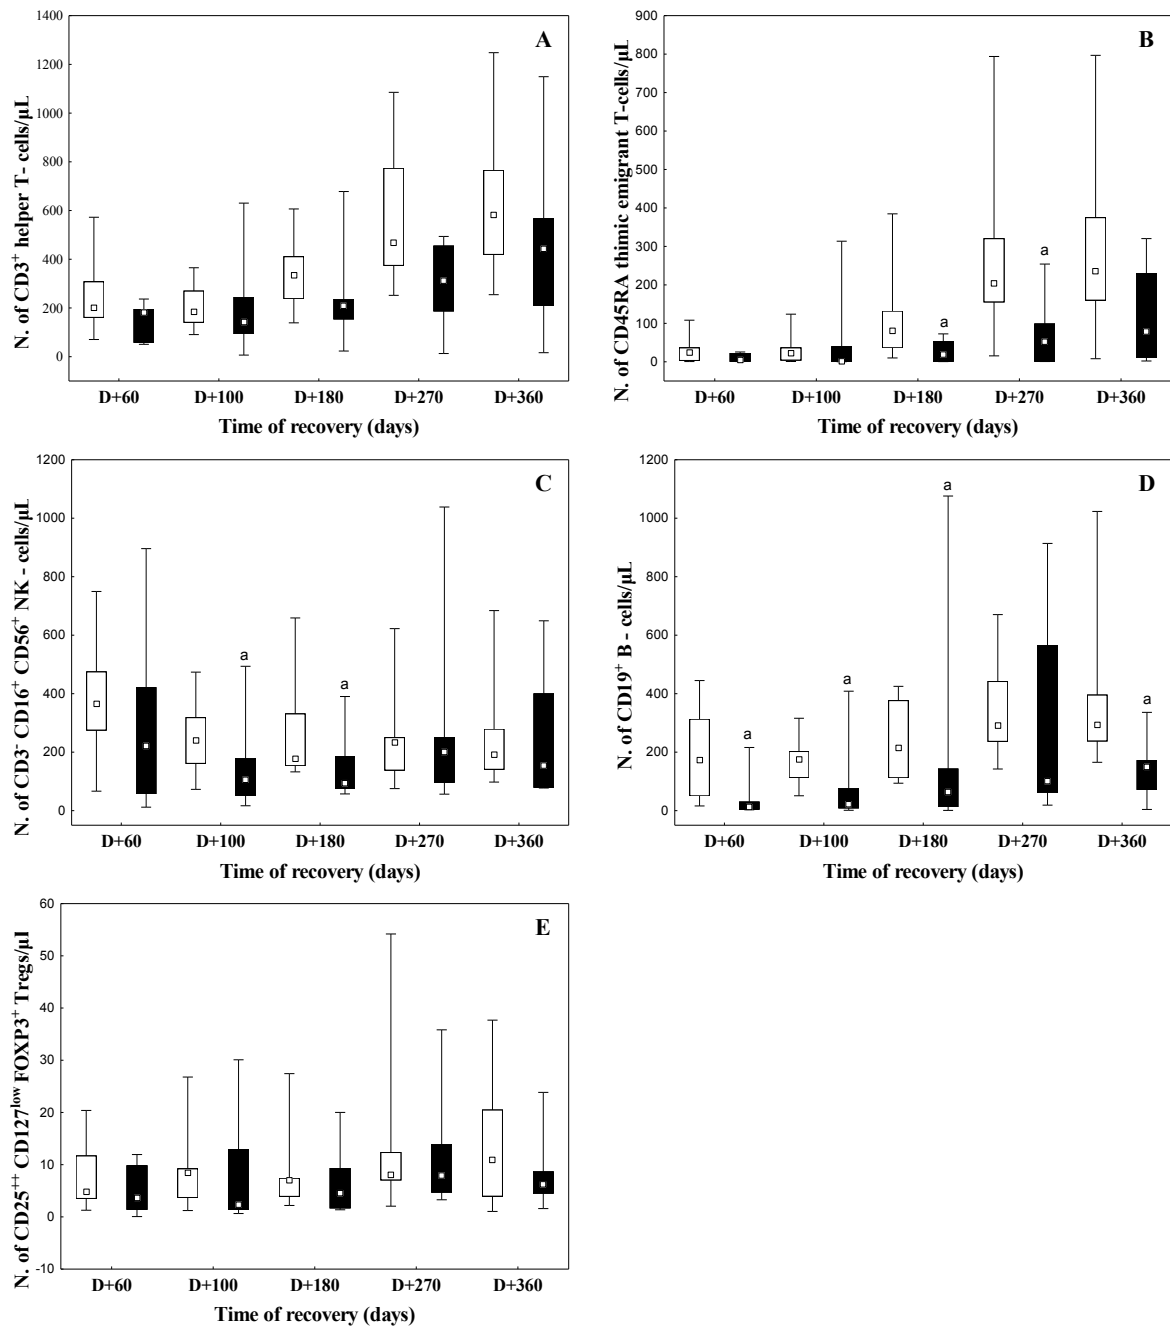 A
N. of CD3⁺ helper T- cells/µL
1400
1200
1000
800
600
400
200
0
D+60 D+100 D+180 D+270 D+360
Time of recovery (days)
B
N. of CD45RA thimic emigrant T-cells/µL
900
800
700
600
500
400
300
200
100
0
a
a
D+60 D+100 D+180 D+270 D+360
Time of recovery (days)
C
N. of CD3⁻ CD16⁺ CD56⁺ NK - cells/µL
1200
1000
800
600
400
200
0
a
a
D+60 D+100 D+180 D+270 D+360
Time of recovery (days)
D
N. of CD19⁺ B - cells/µL
1200
1000
800
600
400
200
0
a
a
a
a
D+60 D+100 D+180 D+270 D+360
Time of recovery (days)
E
N. of CD25⁺⁺ CD127ˡᵒʷ FOXP3⁺ Tregs/µl
60
50
40
30
20
10
0
-10
D+60 D+100 D+180 D+270 D+360
Time of recovery (days)